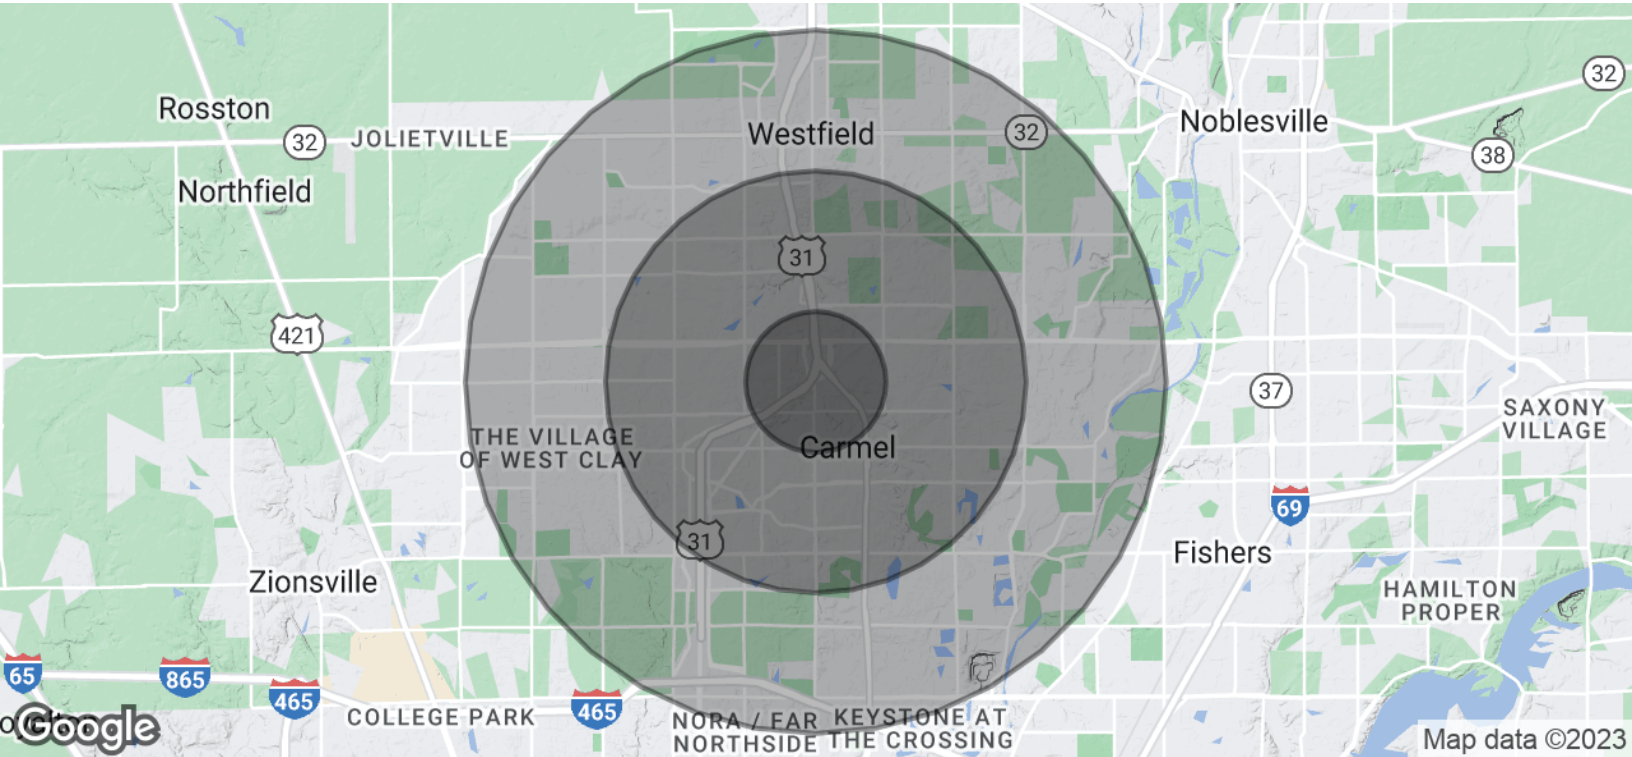 32
Rosston
Westfield
32
Noblesville
32
JOLIETVILLE
38
Northfield
31
421
37
SAXONY
VILLAGE
THE VILLAGE
OF WEST CLAY
Carmel
69
31
Fishers
Zionsville
HAMILTON
PROPER
65
865
465
465
COLLEGE PARK
NORA / FAR
NORTHSIDE
KEYSTONE AT
THE CROSSING
Google
Map data ©2023